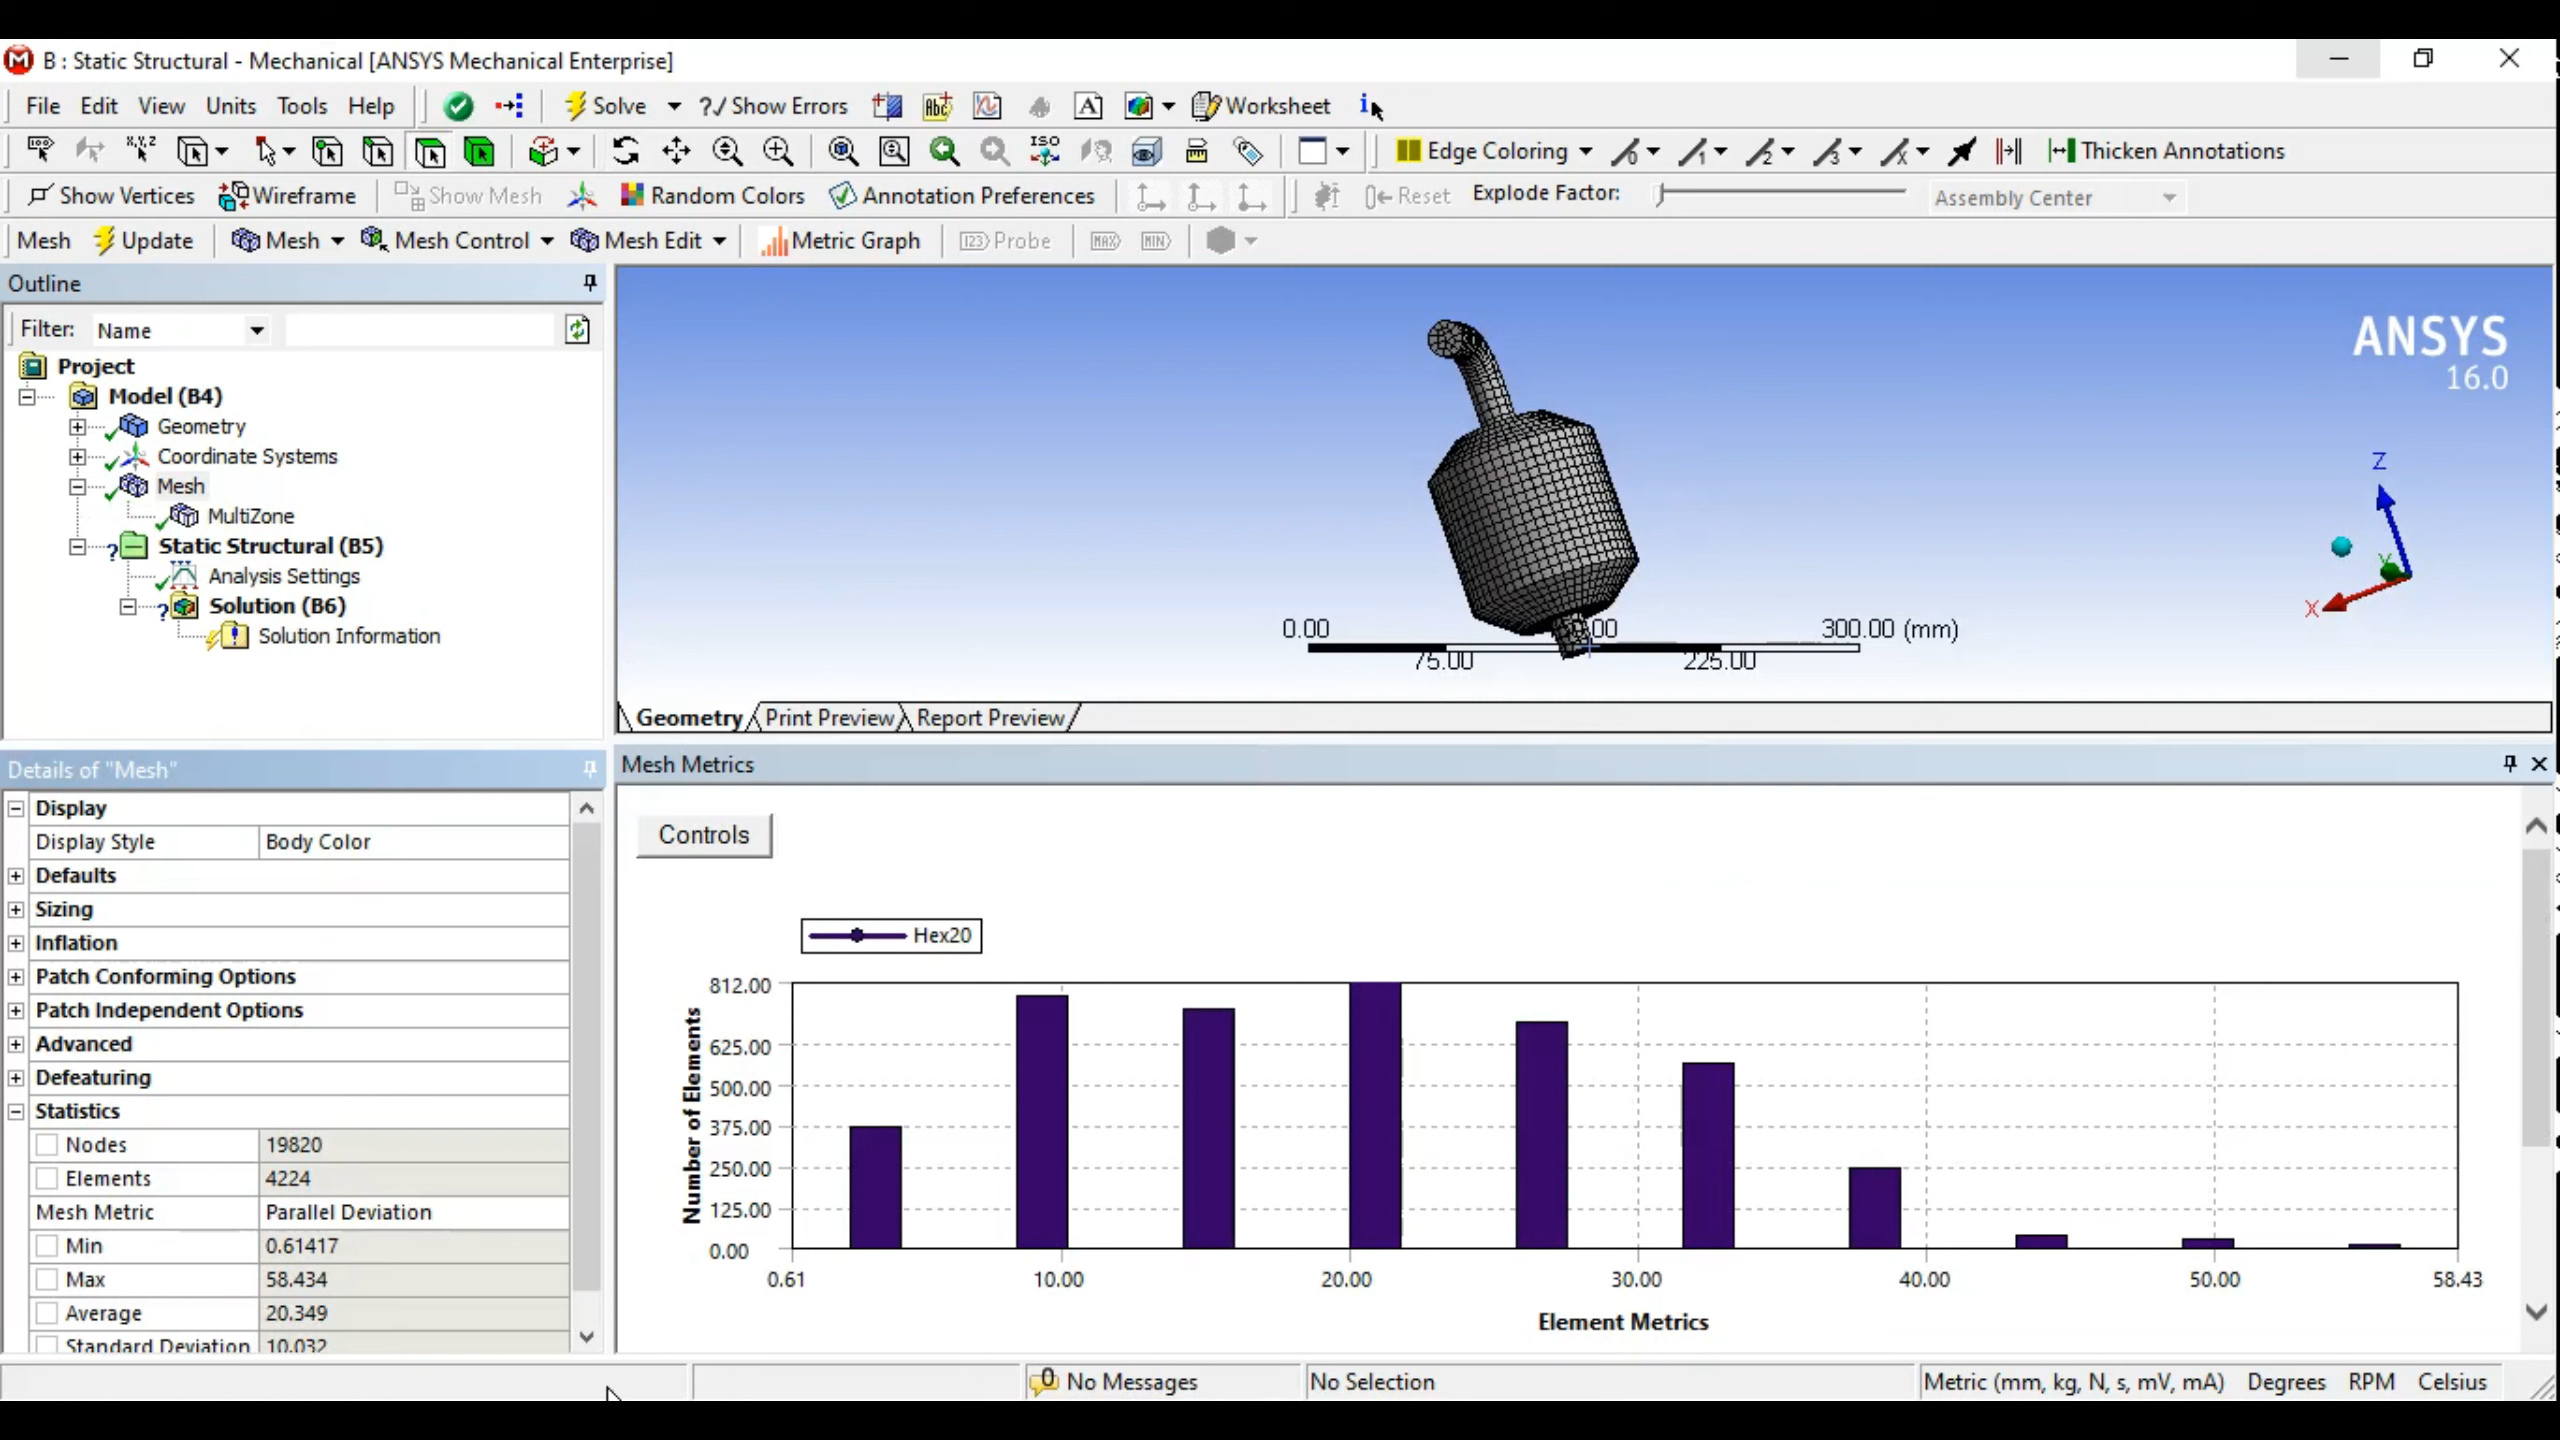 B : Static Structural - Mechanical [ANSYS Mechanical Enterprise]
File Edit View Units Tools Help Solve ?/ Show Errors Worksheet
ISO Edge Coloring Thicken Annotations
Show Vertices Wireframe Show Mesh Random Colors Annotation Preferences Reset Explode Factor: Assembly Center
Mesh Update Mesh Mesh Control Mesh Edit Metric Graph Probe MAX MIN
Outline
Filter: Name
Project
Model (B4)
Geometry
Coordinate Systems
Mesh
MultiZone
Static Structural (B5)
Analysis Settings
Solution (B6)
Solution Information
ANSYS
16.0
Z
Y
X
0.00 300.00 (mm)
75.00 225.00
Geometry Print Preview Report Preview
Details of "Mesh"
Display
Display Style Body Color
Defaults
Sizing
Inflation
Patch Conforming Options
Patch Independent Options
Advanced
Defeaturing
Statistics
Nodes 19820
Elements 4224
Mesh Metric Parallel Deviation
Min 0.61417
Max 58.434
Average 20.349
Standard Deviation 10.032
Mesh Metrics
Controls
Hex20
Number of Elements
812.00
625.00
500.00
375.00
250.00
125.00
0.00
0.61 10.00 20.00 30.00 40.00 50.00 58.43
Element Metrics
0 No Messages No Selection Metric (mm, kg, N, s, mV, mA) Degrees RPM Celsius